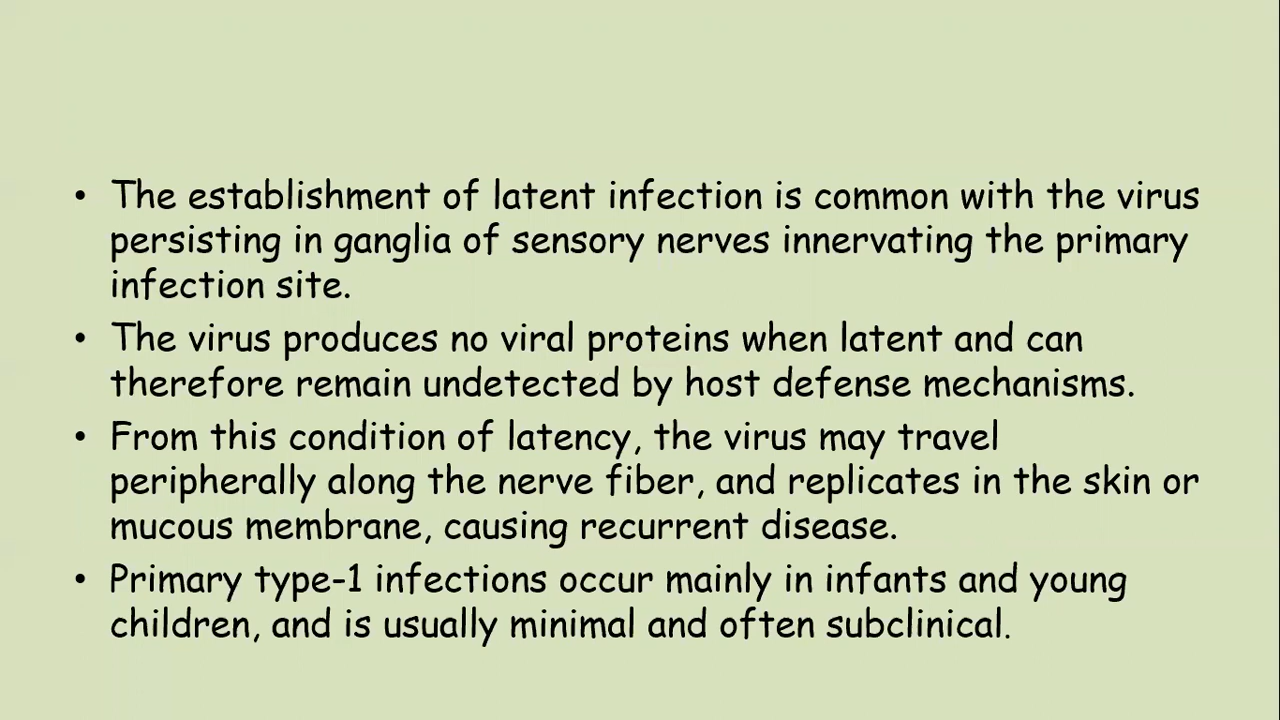 • The establishment of latent infection is common with the virus
persisting in ganglia of sensory nerves innervating the primary
infection site.
• The virus produces no viral proteins when latent and can
therefore remain undetected by host defense mechanisms.
• From this condition of latency, the virus may travel
peripherally along the nerve fiber, and replicates in the skin or
mucous membrane, causing recurrent disease.
• Primary type-1 infections occur mainly in infants and young
children, and is usually minimal and often subclinical.